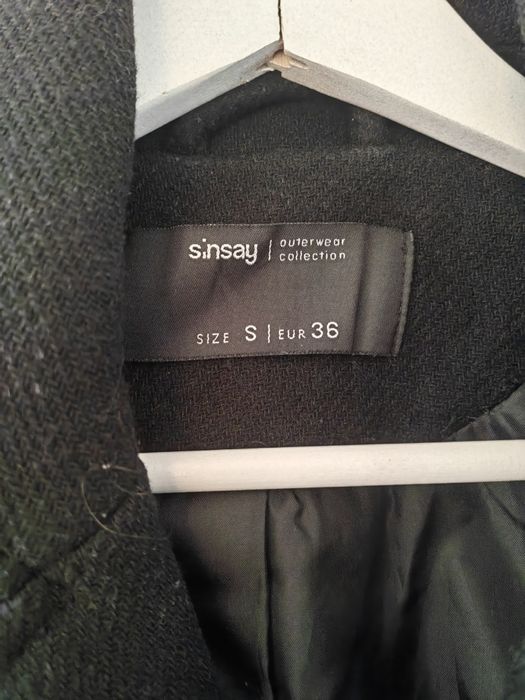 sinsay | outerwear
collection
SIZE S | EUR 36